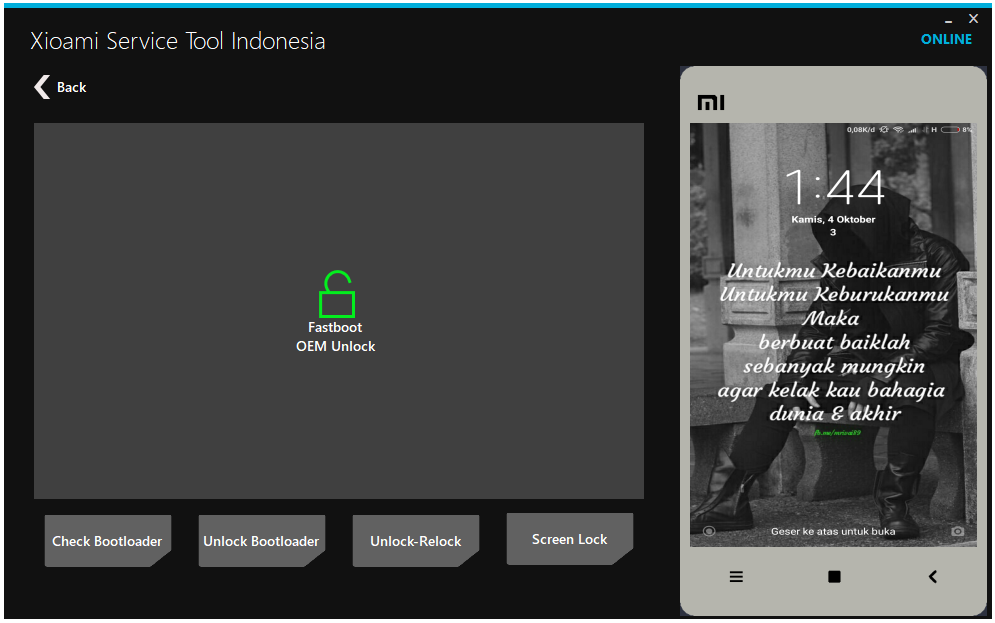 Xioami Service Tool Indonesia
ONLINE
Back
Fastboot
OEM Unlock
Check Bootloader
Unlock Bootloader
Unlock-Relock
Screen Lock
mi
0,08K/d
H
8%
1:44
Kamis, 4 Oktober
3
Untukmu Kebaikanmu
Untukmu Keburukanmu
Maka
berbuat baiklah
sebanyak mungkin
agar kelak kau bahagia
dunia & akhir
Geser ke atas untuk buka